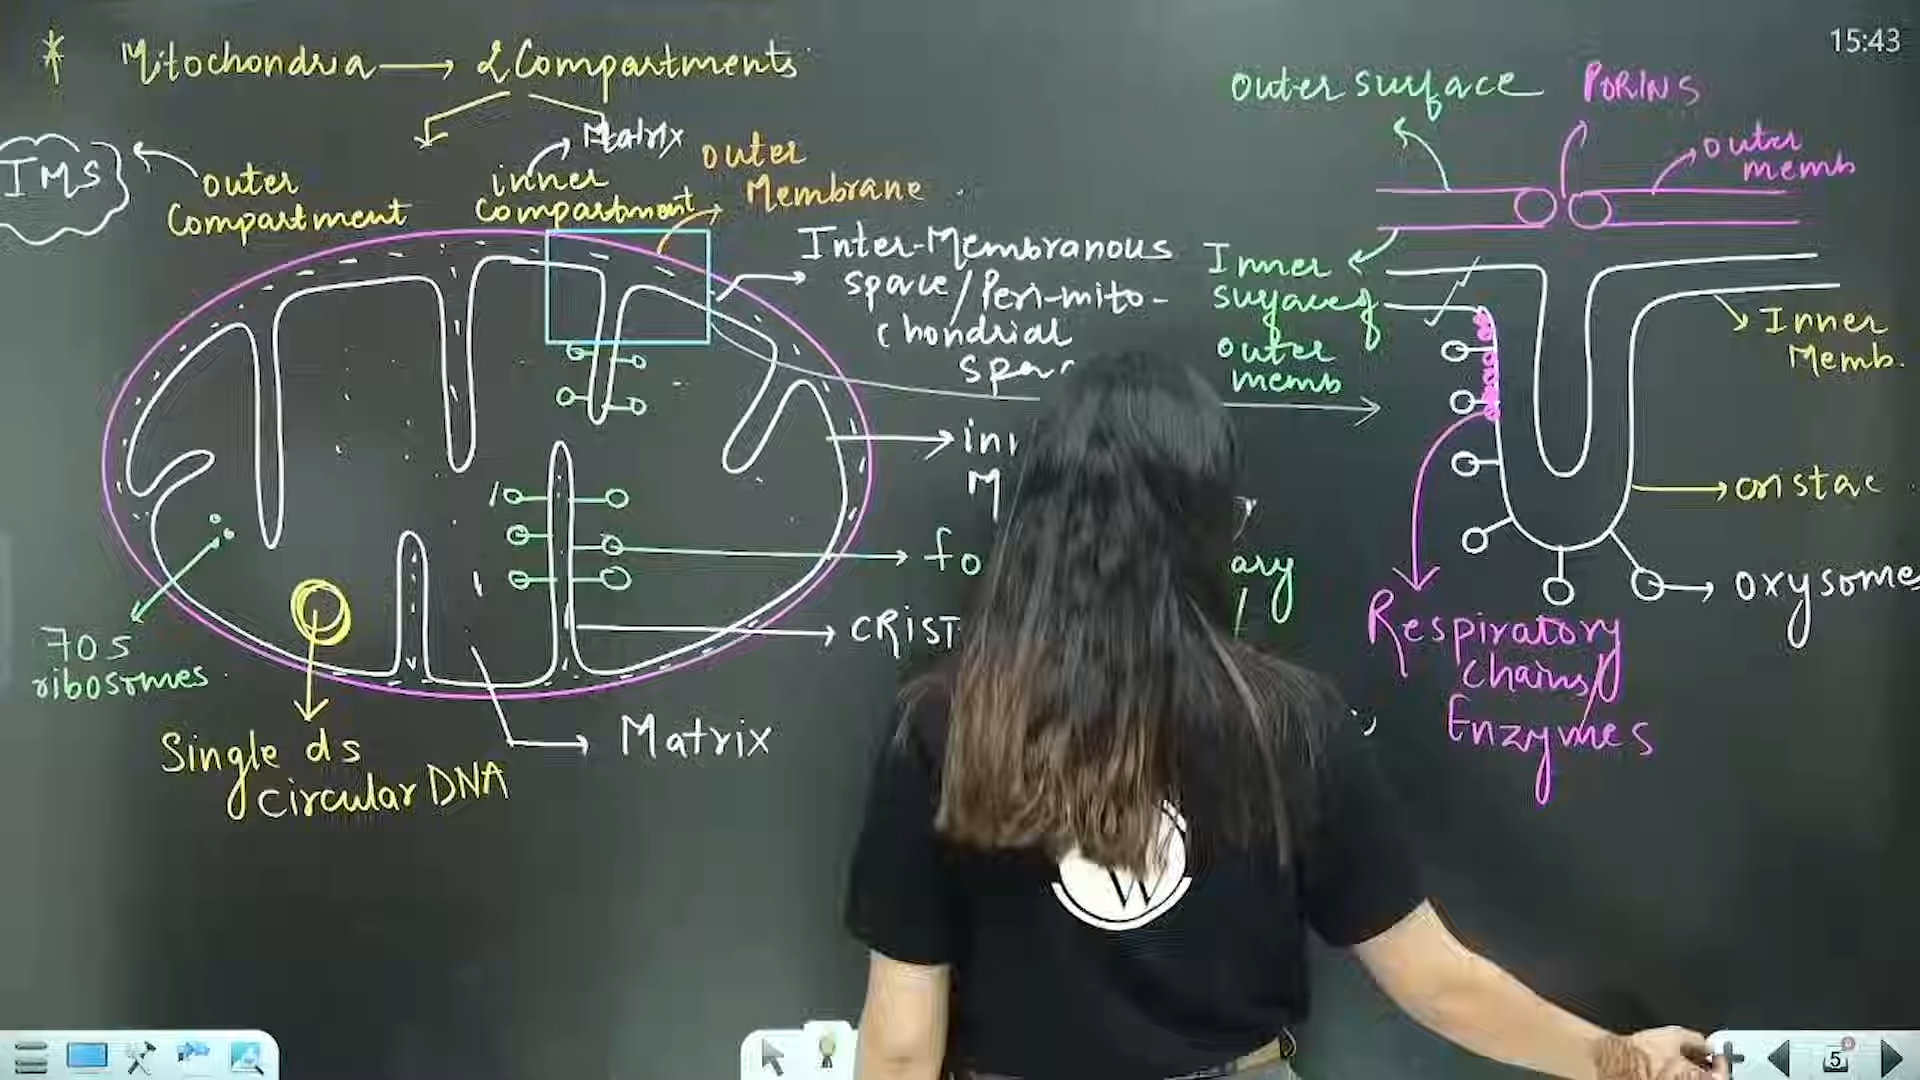 * Mitochondria → 2 Compartments
IMS
outer
Compartment
Matrix
inner
compartment
outer
Membrane
Inter-Membranous
space/Peri-mito-
chondrial
70s
ribosomes
Single ds
circular DNA
Matrix
outer surface
PORINS
outer
memb
Inner
surface of
outer
memb
Inner
Memb.
cristae
oxysome
Respiratory
chains/
Enzymes
15:43
W
5